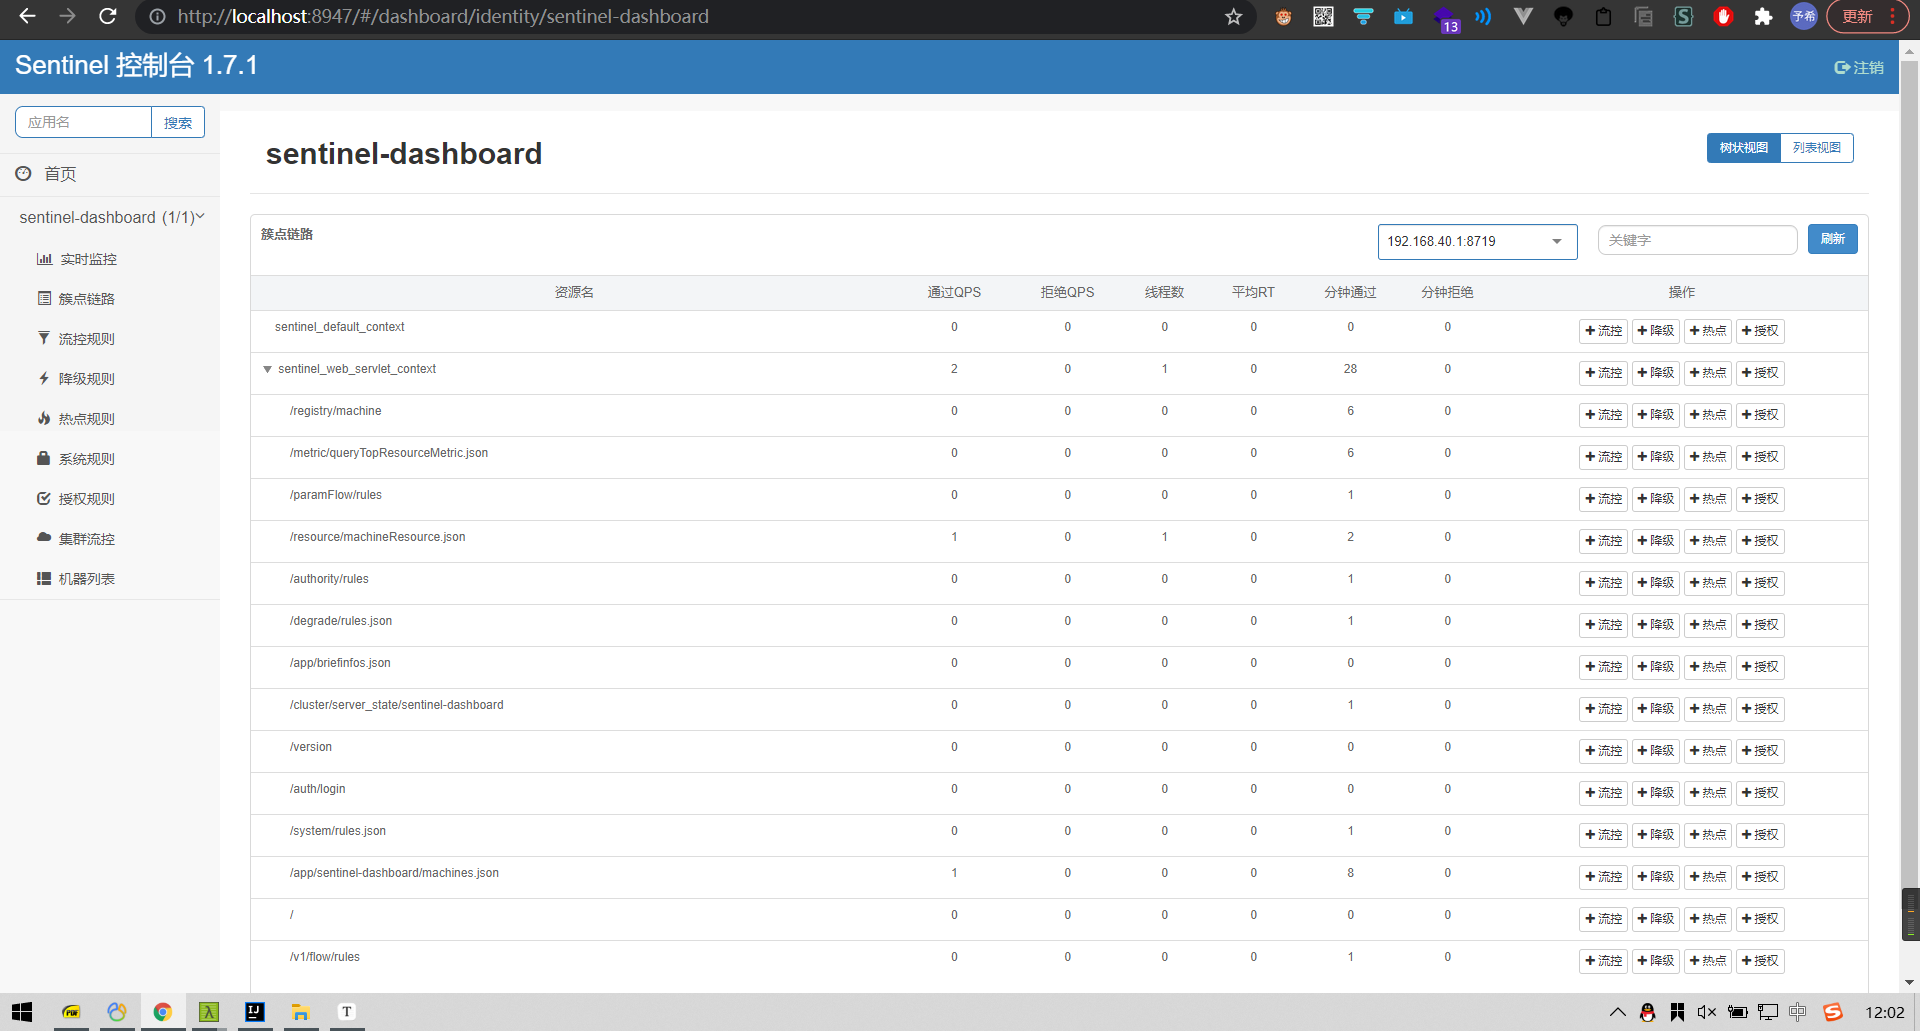 http://localhost:8947/#/dashboard/identity/sentinel-dashboard
13
予希
更新
Sentinel 控制台 1.7.1
注销
应用名 搜索
首页
sentinel-dashboard (1/1)
实时监控
簇点链路
流控规则
降级规则
热点规则
系统规则
授权规则
集群流控
机器列表
sentinel-dashboard
树状视图 列表视图
簇点链路 192.168.40.1:8719 关键字 刷新
资源名 通过QPS 拒绝QPS 线程数 平均RT 分钟通过 分钟拒绝 操作
sentinel_default_context 0 0 0 0 0 0 流控 降级 热点 授权
sentinel_web_servlet_context 2 0 1 0 28 0 流控 降级 热点 授权
/registry/machine 0 0 0 0 6 0 流控 降级 热点 授权
/metric/queryTopResourceMetric.json 0 0 0 0 6 0 流控 降级 热点 授权
/paramFlow/rules 0 0 0 0 1 0 流控 降级 热点 授权
/resource/machineResource.json 1 0 1 0 2 0 流控 降级 热点 授权
/authority/rules 0 0 0 0 1 0 流控 降级 热点 授权
/degrade/rules.json 0 0 0 0 1 0 流控 降级 热点 授权
/app/briefinfos.json 0 0 0 0 0 0 流控 降级 热点 授权
/cluster/server_state/sentinel-dashboard 0 0 0 0 1 0 流控 降级 热点 授权
/version 0 0 0 0 0 0 流控 降级 热点 授权
/auth/login 0 0 0 0 0 0 流控 降级 热点 授权
/system/rules.json 0 0 0 0 1 0 流控 降级 热点 授权
/app/sentinel-dashboard/machines.json 1 0 0 0 8 0 流控 降级 热点 授权
/ 0 0 0 0 0 0 流控 降级 热点 授权
/v1/flow/rules 0 0 0 0 1 0 流控 降级 热点 授权
PDF
IJ
T
中
12:02